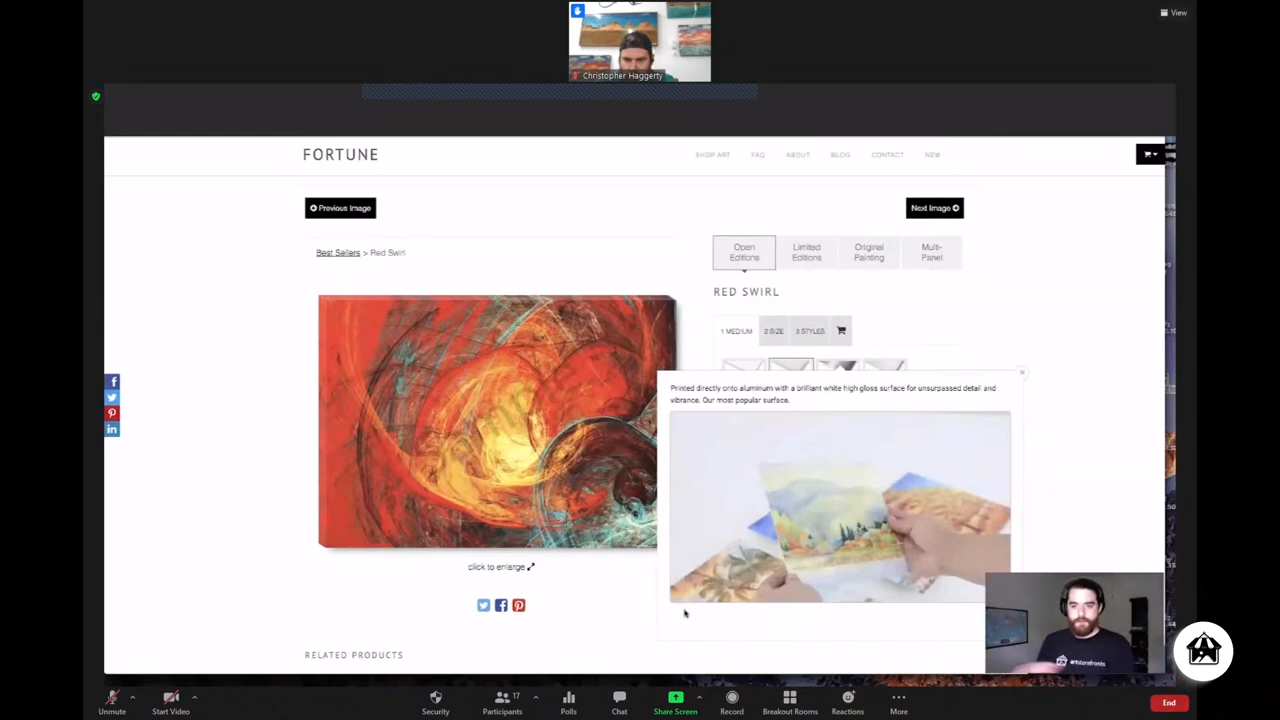 View
Christopher Haggerty
FORTUNE
SHOP ART FAQ ABOUT BLOG CONTACT NEW
Previous Image
Next Image
Best Sellers > Red Swirl
Open Editions
Limited Editions
Original Painting
Multi-Panel
RED SWIRL
1 MEDIUM 2 SIZE 3 STYLES
Printed directly onto aluminum with a brilliant white high gloss surface for unsurpassed detail and
vibrance. Our most popular surface.
click to enlarge
artstorefronts
RELATED PRODUCTS
Unmute
Start Video
Security
17
Participants
Polls
Chat
Share Screen
Record
Breakout Rooms
Reactions
More
End